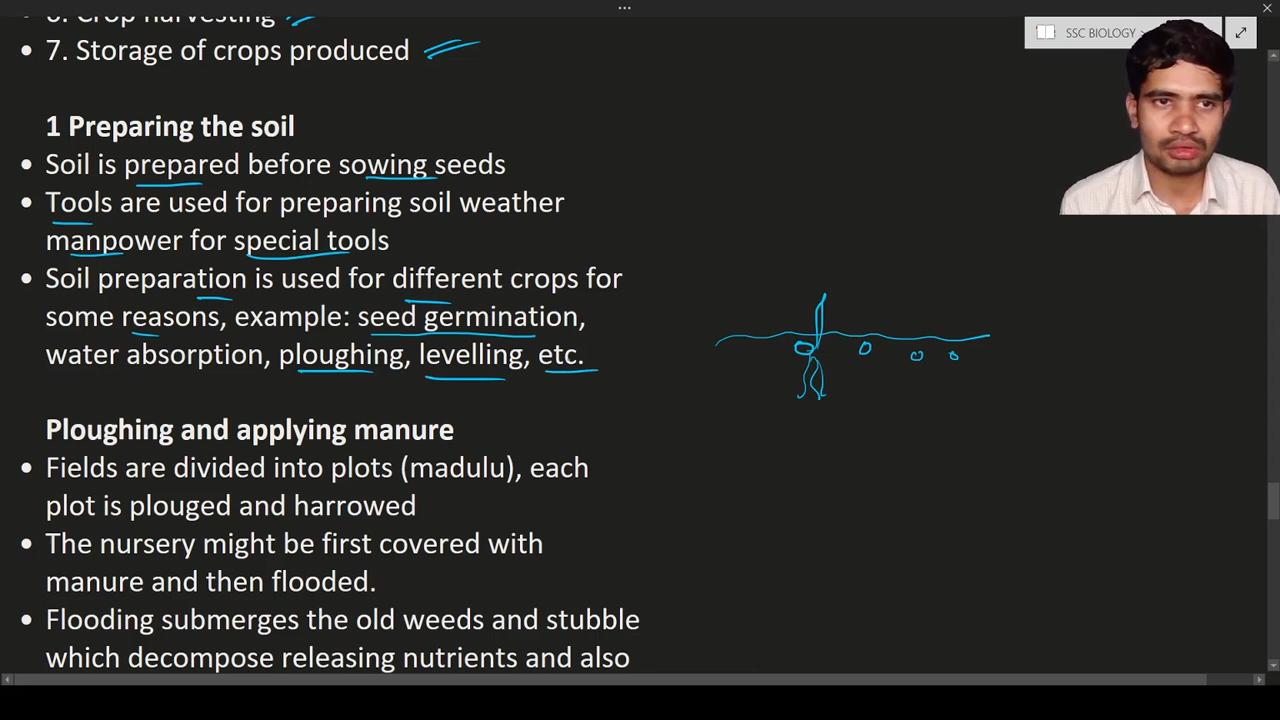 6. Crop harvesting
• 7. Storage of crops produced
1 Preparing the soil
• Soil is prepared before sowing seeds
• Tools are used for preparing soil weather
manpower for special tools
• Soil preparation is used for different crops for
some reasons, example: seed germination,
water absorption, ploughing, levelling, etc.
Ploughing and applying manure
• Fields are divided into plots (madulu), each
plot is plouged and harrowed
• The nursery might be first covered with
manure and then flooded.
• Flooding submerges the old weeds and stubble
which decompose releasing nutrients and also
SSC BIOLOGY >